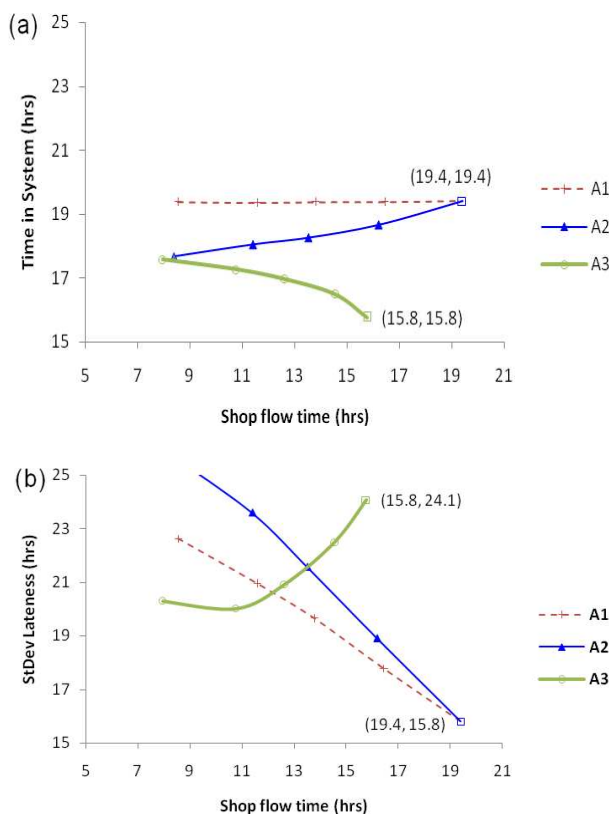 (a)
25
23
21
19
17
15
Time in System (hrs)
(19.4, 19.4)
(15.8, 15.8)
A1
A2
A3
5 7 9 11 13 15 17 19 21
Shop flow time (hrs)
(b)
25
23
21
19
17
15
StDev Lateness (hrs)
(15.8, 24.1)
(19.4, 15.8)
A1
A2
A3
5 7 9 11 13 15 17 19 21
Shop flow time (hrs)